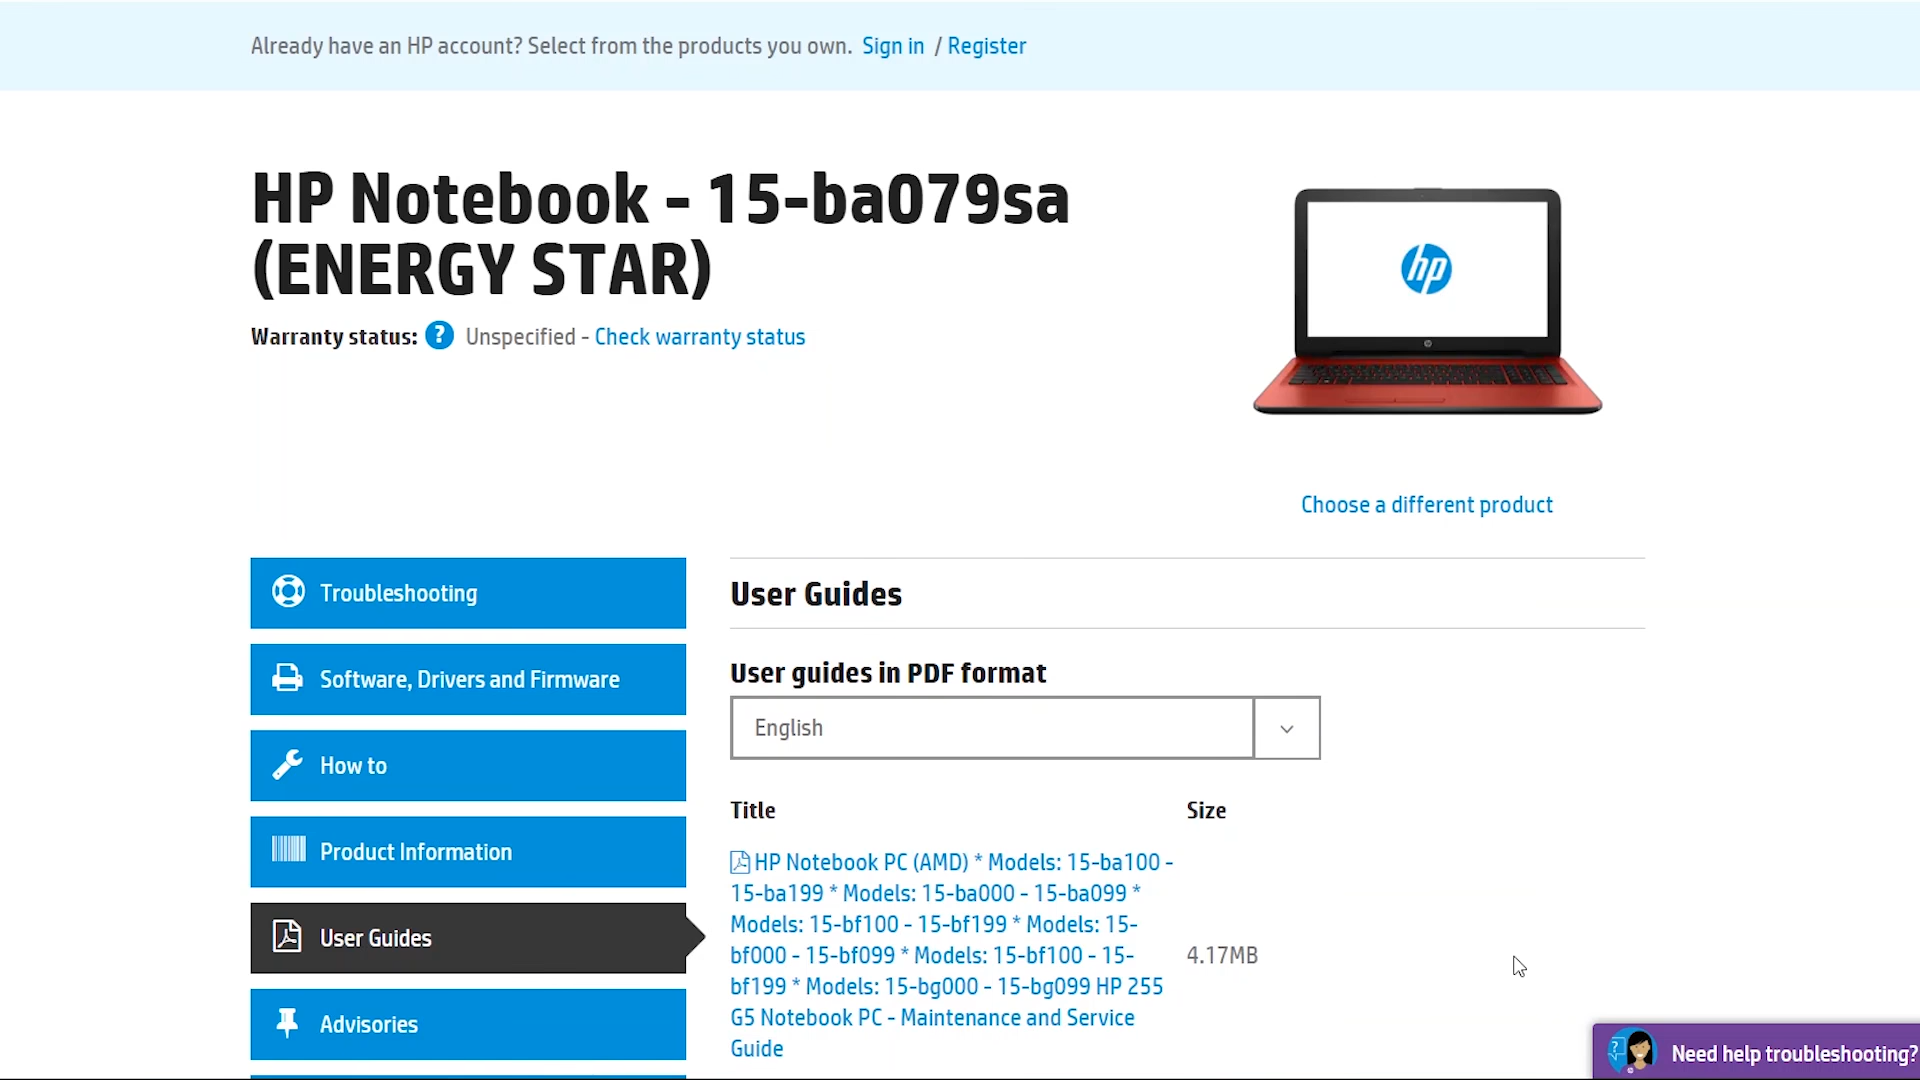 Already have an HP account? Select from the products you own. Sign in / Register
HP Notebook - 15-ba079sa
(ENERGY STAR)
Warranty status: ? Unspecified - Check warranty status
hp
Choose a different product
Troubleshooting
Software, Drivers and Firmware
How to
Product Information
User Guides
Advisories
User Guides
User guides in PDF format
English
Title Size
HP Notebook PC (AMD) * Models: 15-ba100 -
15-ba199 * Models: 15-ba000 - 15-ba099 *
Models: 15-bf100 - 15-bf199 * Models: 15-
bf000 - 15-bf099 * Models: 15-bf100 - 15-
bf199 * Models: 15-bg000 - 15-bg099 HP 255
G5 Notebook PC - Maintenance and Service
Guide
4.17MB
Need help troubleshooting?